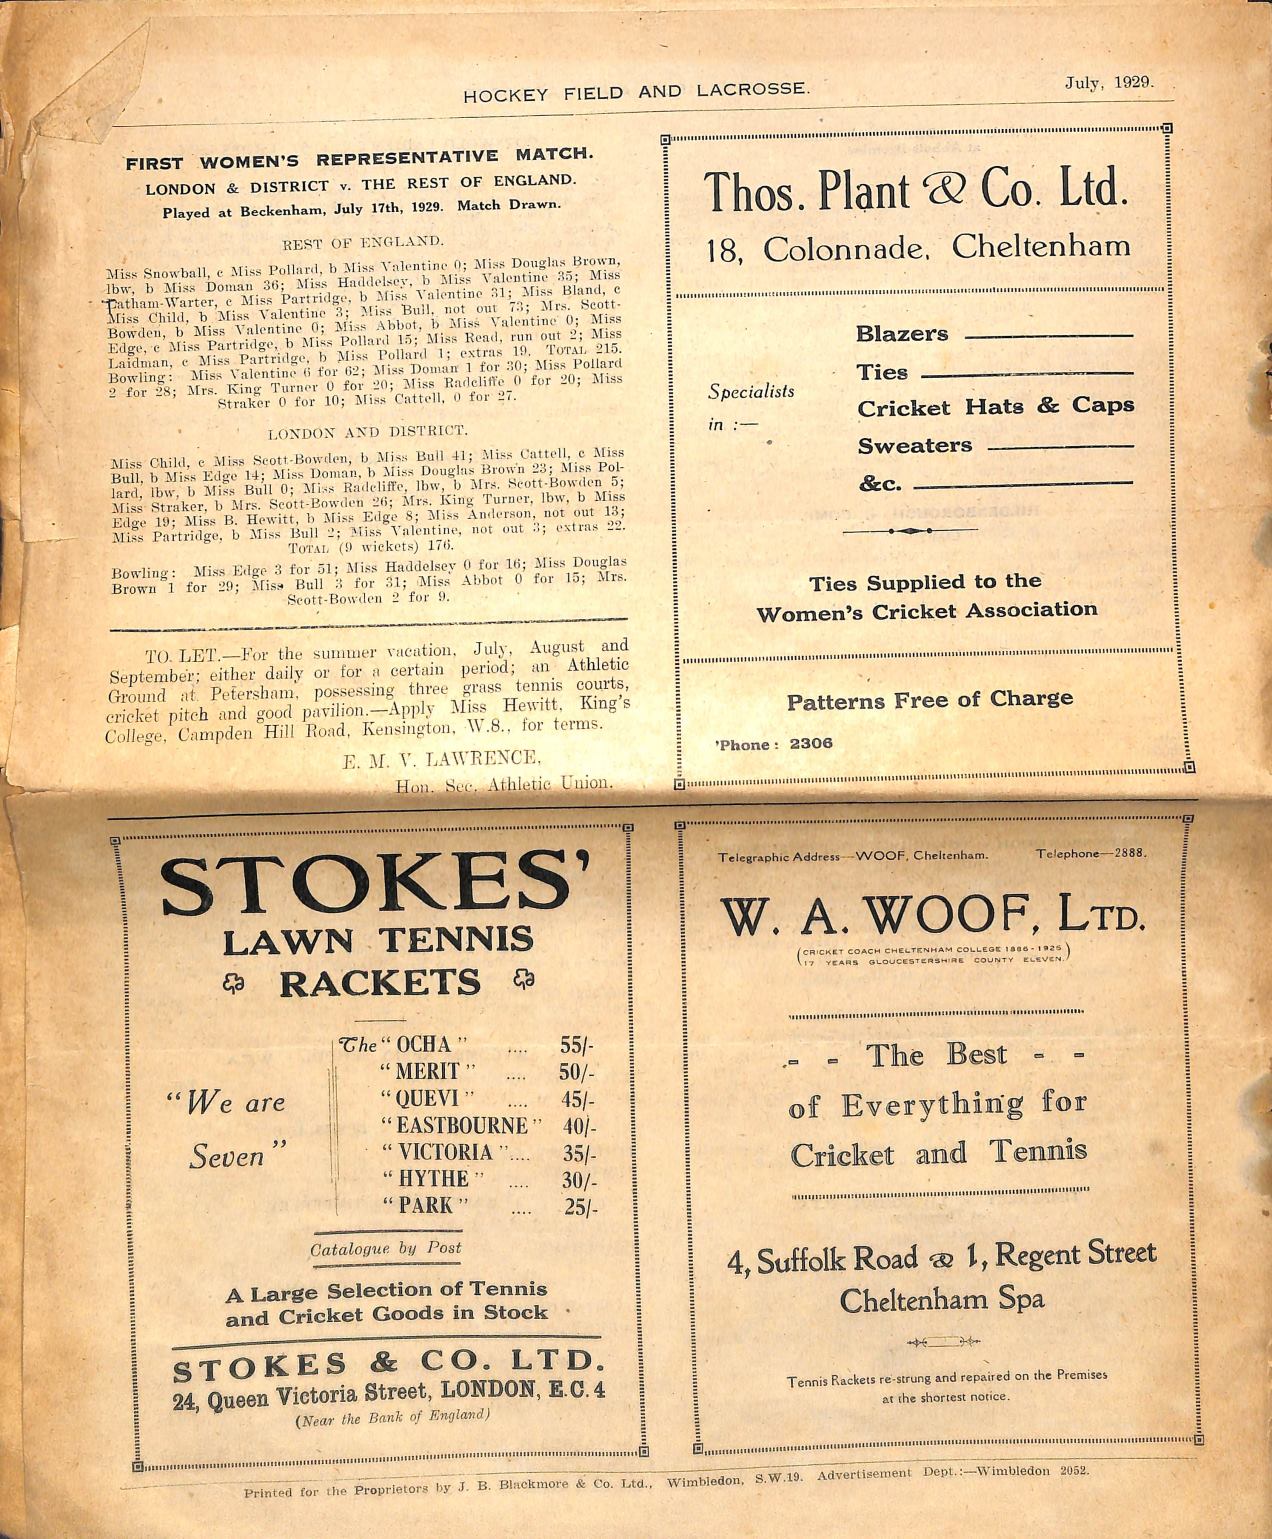 HOCKEY FIELD AND LACROSSE.
July, 1929.
FIRST WOMEN'S REPRESENTATIVE MATCH.
LONDON & DISTRICT v. THE REST OF ENGLAND.
Played at Beckenham, July 17th, 1929. Match Drawn.
REST OF ENGLAND.
Miss Snowball, c Miss Pollard, b Miss Valentine 0; Miss Douglas Brown,
lbw, b Miss Doman 36; Miss Haddelsey, b Miss Valentine 35; Miss
Tatham-Warter, c Miss Partridge, b Miss Valentine 31; Miss Bland, c
Miss Child, b Miss Valentine 3; Miss Bull, not out 73; Mrs. Scott-
Bowden, b Miss Valentine 0; Miss Abbot, b Miss Valentine 0; Miss
Edge, c Miss Partridge, b Miss Pollard 15; Miss Read, run out 2; Miss
Laidman, c Miss Partridge, b Miss Pollard 1; extras 19. TOTAL 215.
Bowling: Miss Valentine 6 for 62; Miss Doman 1 for 30; Miss Pollard
2 for 28; Mrs. King Turner 0 for 20; Miss Radcliffe 0 for 20; Miss
Straker 0 for 10; Miss Cattell, 0 for 27.
LONDON AND DISTRICT.
Miss Child, c Miss Scott-Bowden, b Miss Bull 41; Miss Cattell, c Miss
Bull, b Miss Edge 14; Miss Doman, b Miss Douglas Brown 23; Miss Pol-
lard, lbw, b Miss Bull 0; Miss Radcliffe, lbw, b Mrs. Scott-Bowden 5;
Miss Straker, b Mrs. Scott-Bowden 26; Mrs. King Turner, lbw, b Miss
Edge 19; Miss B. Hewitt, b Miss Edge 8; Miss Anderson, not out 13;
Miss Partridge, b Miss Bull 2; Miss Valentine, not out 3; extras 22.
TOTAL (9 wickets) 176.
Bowling: Miss Edge 3 for 51; Miss Haddelsey 0 for 16; Miss Douglas
Brown 1 for 29; Miss Bull 3 for 31; Miss Abbot 0 for 15; Mrs.
Scott-Bowden 2 for 9.
TO LET.—For the summer vacation, July, August and
September; either daily or for a certain period; an Athletic
Ground at Petersham, possessing three grass tennis courts,
cricket pitch and good pavilion.—Apply Miss Hewitt, King's
College, Campden Hill Road, Kensington, W.8., for terms.
E. M. V. LAWRENCE,
Hon. Sec. Athletic Union.
Thos. Plant & Co. Ltd.
18, Colonnade, Cheltenham
Specialists
in :—
Blazers
Ties
Cricket Hats & Caps
Sweaters
&c.
Ties Supplied to the
Women's Cricket Association
Patterns Free of Charge
'Phone : 2306
STOKES'
LAWN TENNIS
RACKETS
"We are
Seven"
The "OCHA" .... 55/-
"MERIT" .... 50/-
"QUEVI" .... 45/-
"EASTBOURNE" 40/-
"VICTORIA".... 35/-
"HYTHE" .... 30/-
"PARK" .... 25/-
Catalogue by Post
A Large Selection of Tennis
and Cricket Goods in Stock
STOKES & CO. LTD.
24, Queen Victoria Street, LONDON, E.C.4
(Near the Bank of England)
Telegraphic Address—WOOF, Cheltenham. Telephone—2888.
W. A. WOOF, LTD.
(CRICKET COACH CHELTENHAM COLLEGE 1886-1925
17 YEARS GLOUCESTERSHIRE COUNTY ELEVEN.)
- - The Best - -
of Everything for
Cricket and Tennis
4, Suffolk Road & 1, Regent Street
Cheltenham Spa
Tennis Rackets re-strung and repaired on the Premises
at the shortest notice.
Printed for the Proprietors by J. B. Blackmore & Co. Ltd., Wimbledon, S.W.19. Advertisement Dept.:—Wimbledon 2052.